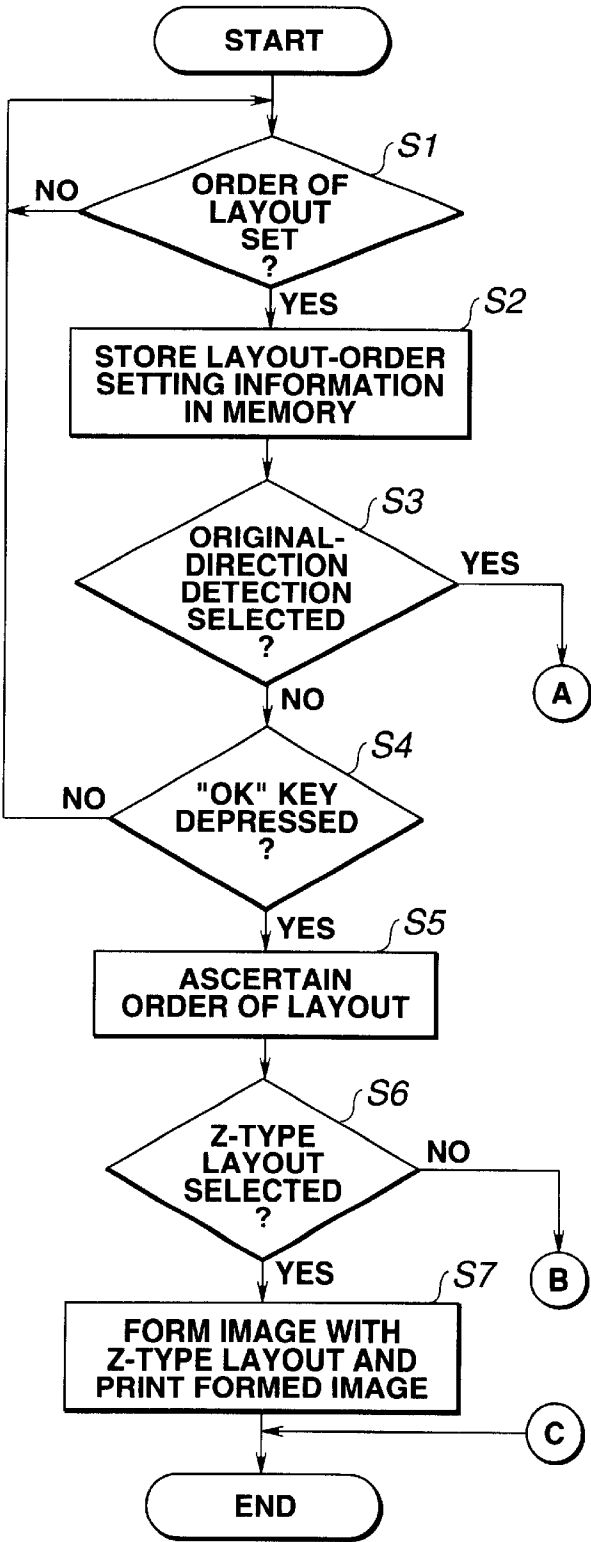 START
S1
NO
ORDER OF
LAYOUT
SET
?
YES
S2
STORE LAYOUT-ORDER
SETTING INFORMATION
IN MEMORY
S3
ORIGINAL-
DIRECTION
DETECTION
SELECTED
?
YES
A
NO
S4
NO
"OK" KEY
DEPRESSED
?
YES
S5
ASCERTAIN
ORDER OF LAYOUT
S6
Z-TYPE
LAYOUT
SELECTED
?
NO
B
YES
S7
FORM IMAGE WITH
Z-TYPE LAYOUT AND
PRINT FORMED IMAGE
C
END